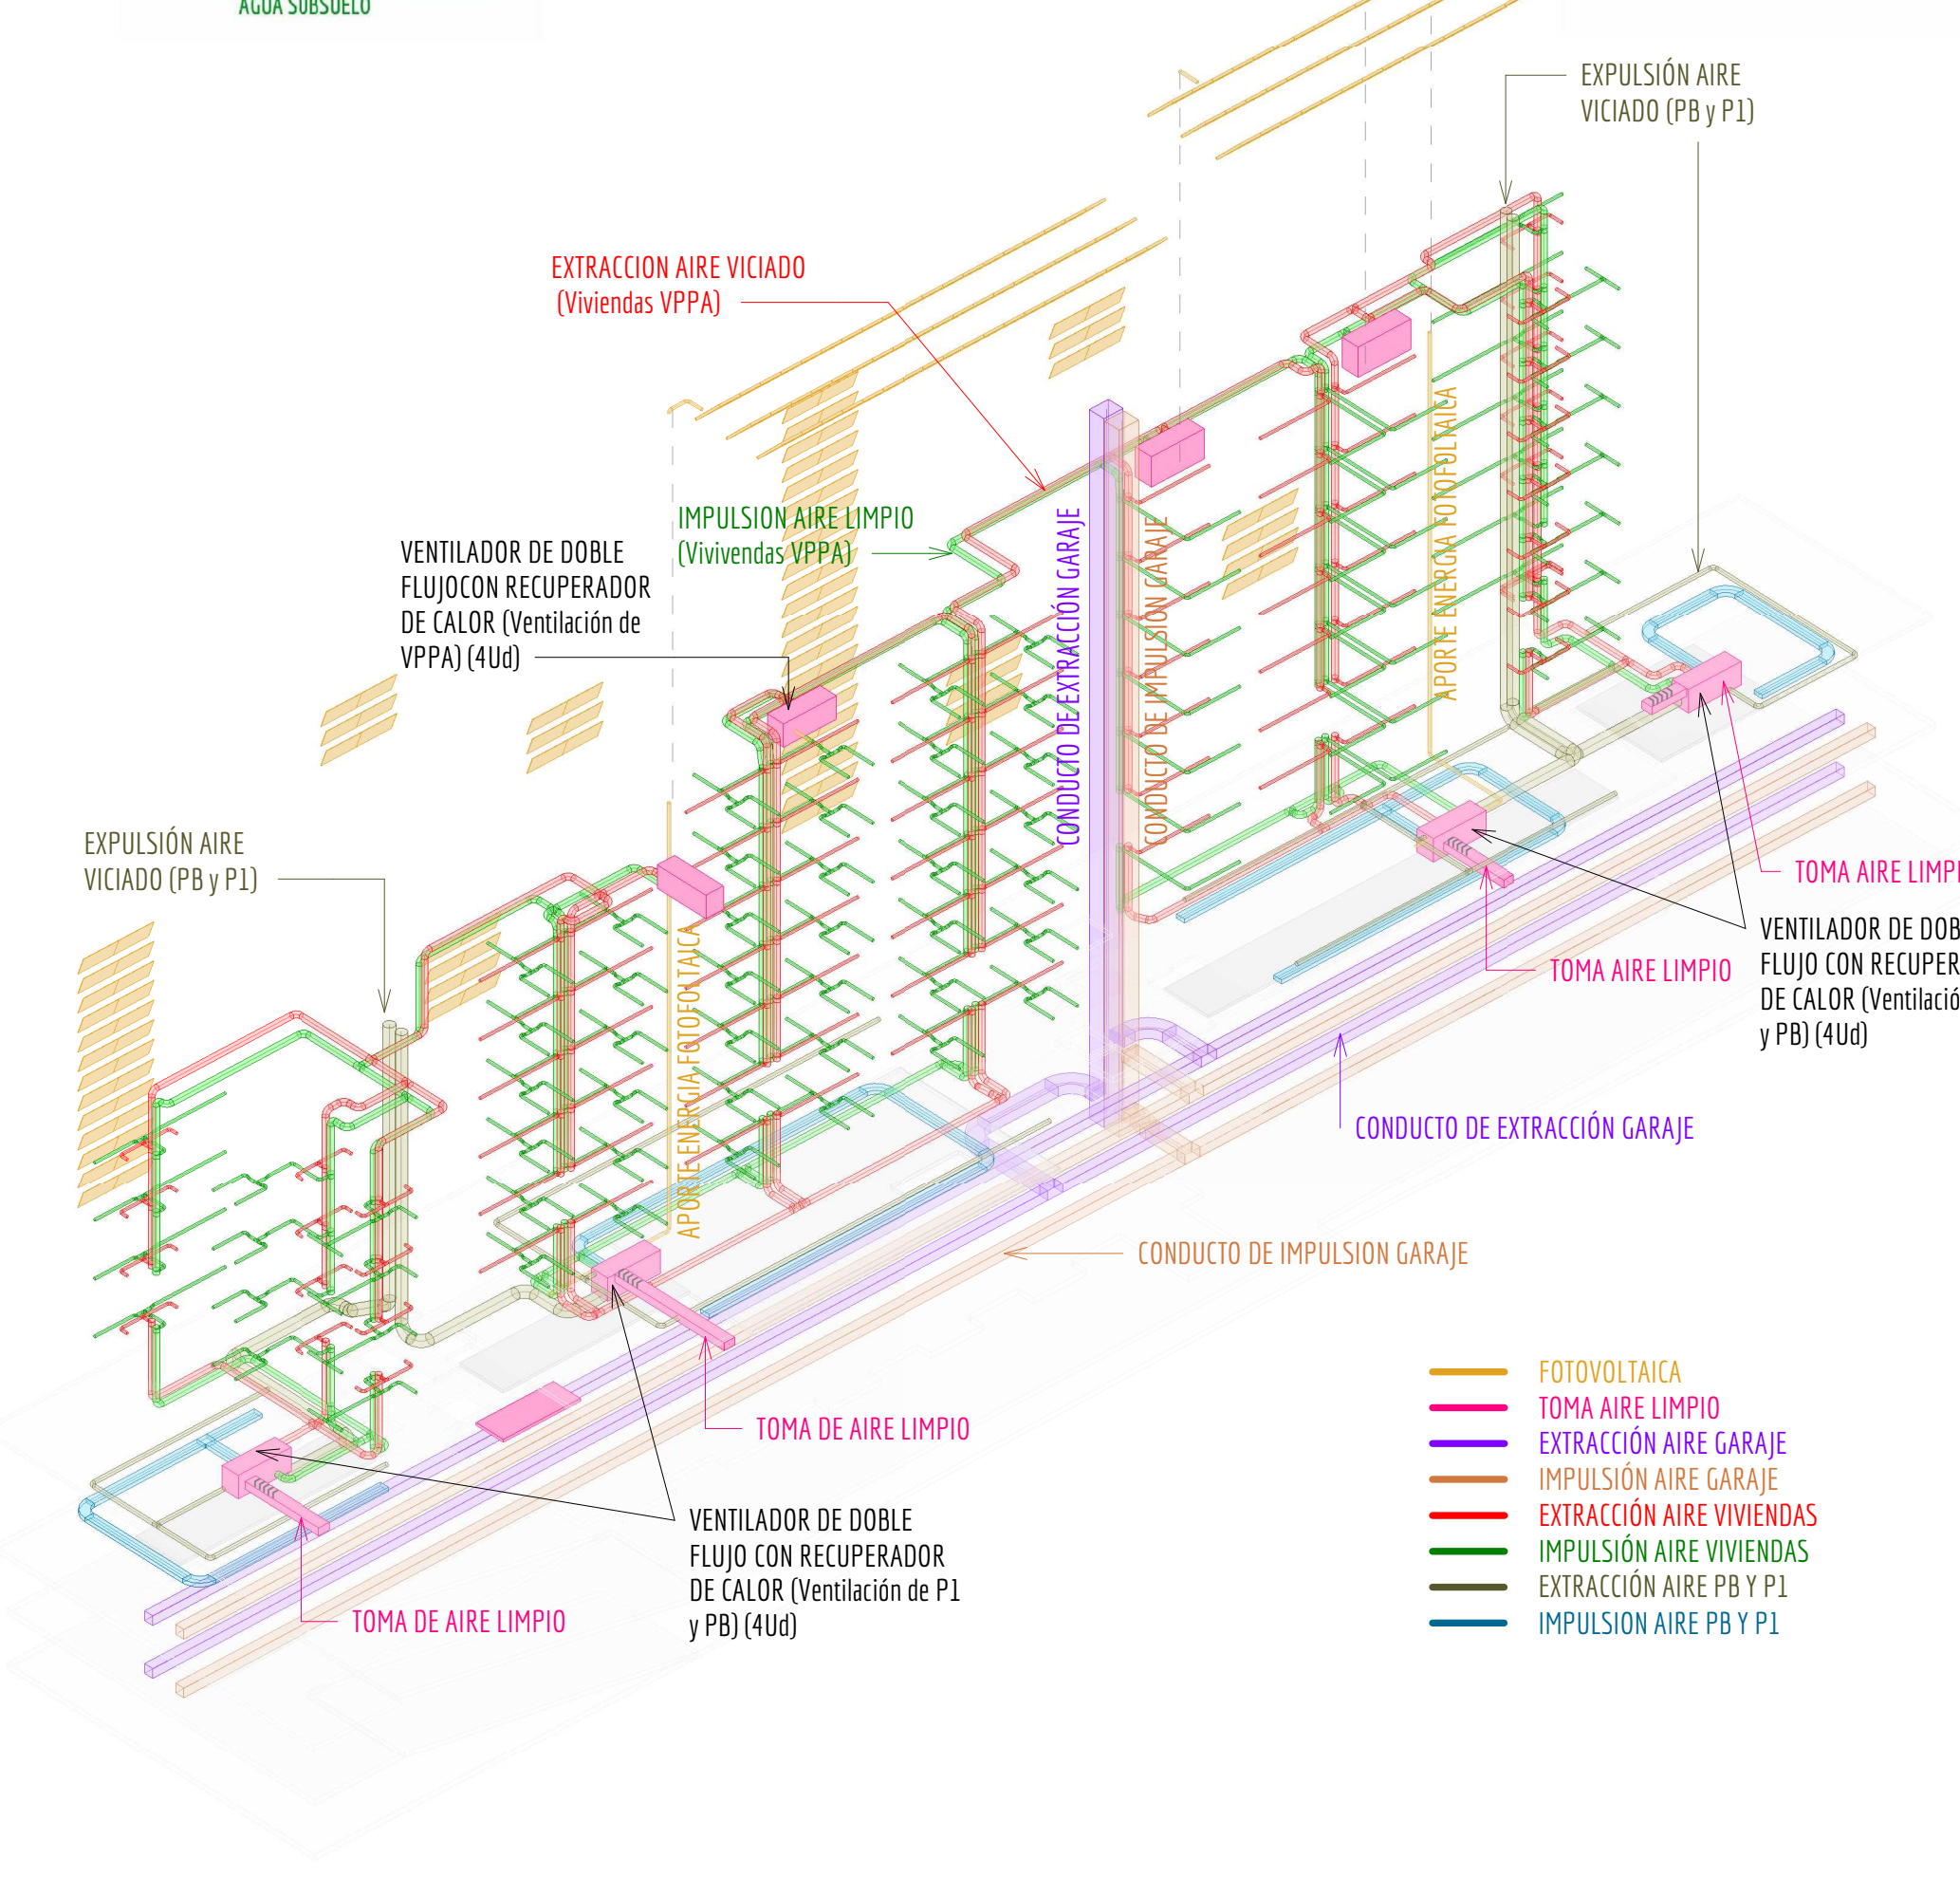 AGUA SUBSUELO
EXPULSIÓN AIRE
VICIADO (PB y P1)
EXTRACCION AIRE VICIADO
(Viviendas VPPA)
IMPULSION AIRE LIMPIO
(Vivivendas VPPA)
VENTILADOR DE DOBLE
FLUJOCON RECUPERADOR
DE CALOR (Ventilación de
VPPA) (4Ud)
CONDUCTO DE EXTRACCIÓN GARAJE
CONDUCTO DE IMPULSION GARAJE
APORTE ENERGIA FOTOFOLTAICA
EXPULSIÓN AIRE
VICIADO (PB y P1)
APORTE ENERGIA FOTOFOLTAICA
TOMA AIRE LIMPI
VENTILADOR DE DOB
FLUJO CON RECUPER
DE CALOR (Ventilació
y PB) (4Ud)
TOMA AIRE LIMPIO
CONDUCTO DE EXTRACCIÓN GARAJE
CONDUCTO DE IMPULSION GARAJE
TOMA DE AIRE LIMPIO
VENTILADOR DE DOBLE
FLUJO CON RECUPERADOR
DE CALOR (Ventilación de P1
y PB) (4Ud)
TOMA DE AIRE LIMPIO
FOTOVOLTAICA
TOMA AIRE LIMPIO
EXTRACCIÓN AIRE GARAJE
IMPULSIÓN AIRE GARAJE
EXTRACCIÓN AIRE VIVIENDAS
IMPULSIÓN AIRE VIVIENDAS
EXTRACCIÓN AIRE PB Y P1
IMPULSION AIRE PB Y P1